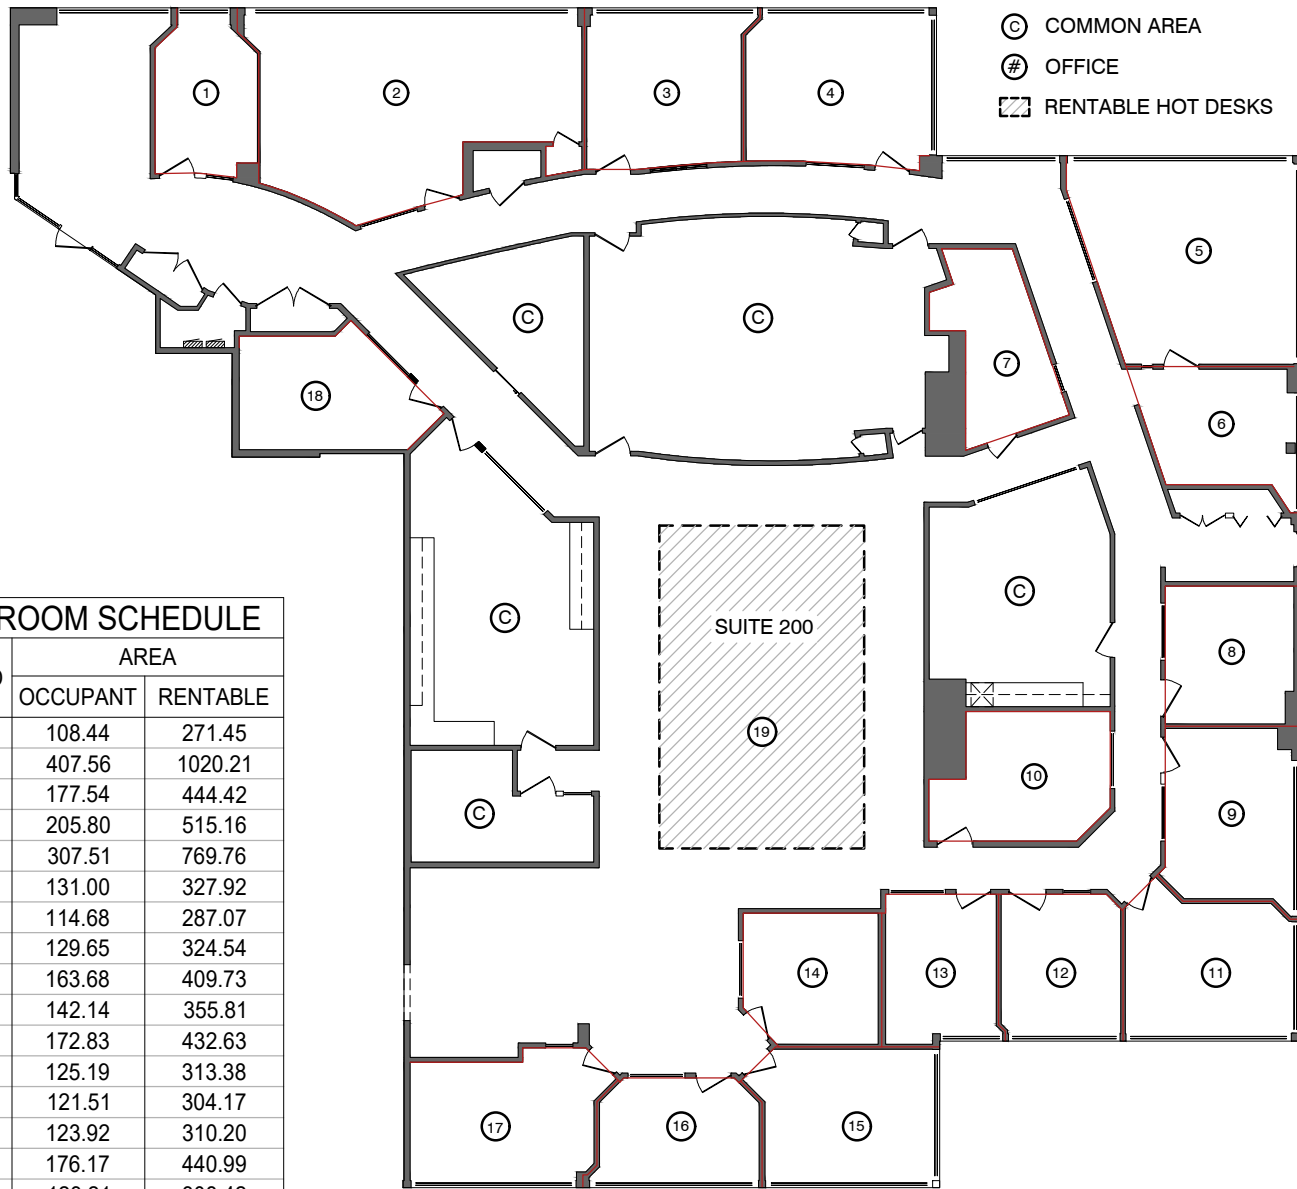 C COMMON AREA
# OFFICE
RENTABLE HOT DESKS
1
2
3
4
5
C
C
7
18
6
SUITE 200
C
C
8
19
10
9
C
14
13
12
11
17
16
15
ROOM SCHEDULE
AREA
OCCUPANT RENTABLE
108.44 271.45
407.56 1020.21
177.54 444.42
205.80 515.16
307.51 769.76
131.00 327.92
114.68 287.07
129.65 324.54
163.68 409.73
142.14 355.81
172.83 432.63
125.19 313.38
121.51 304.17
123.92 310.20
176.17 440.99